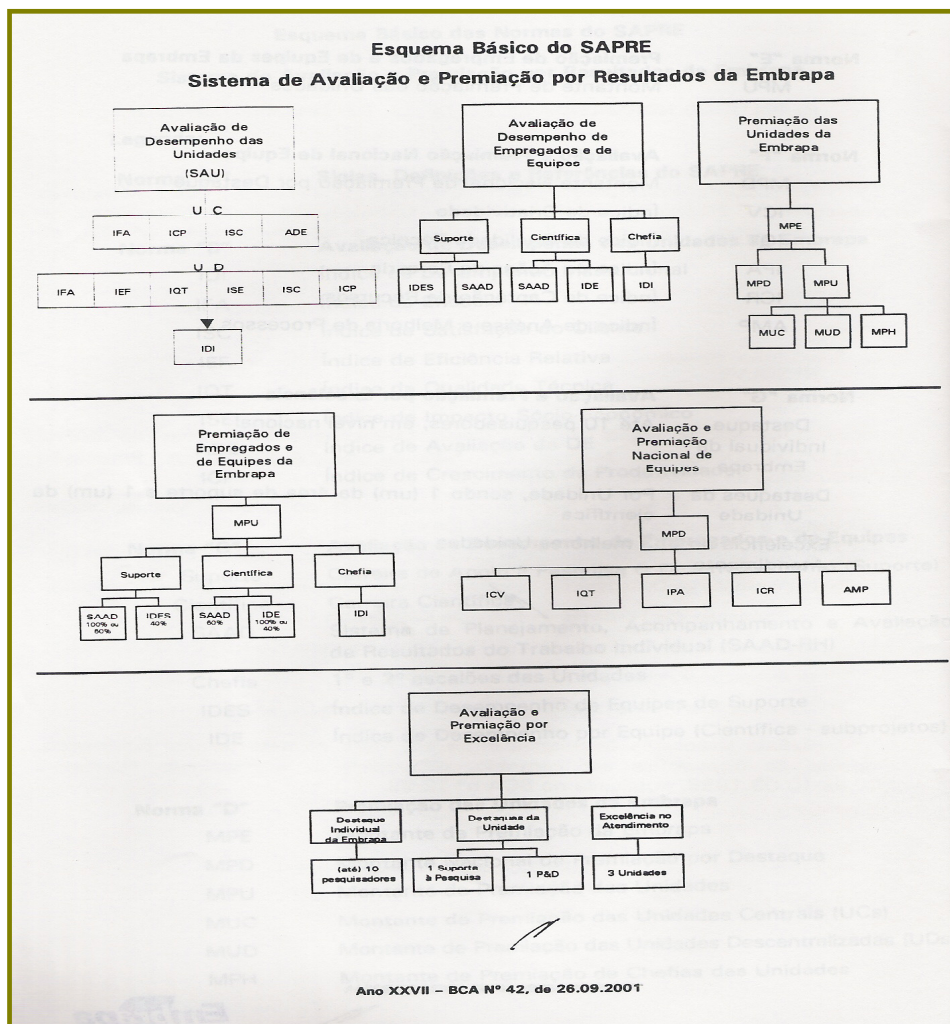 Esquema Básico do SAPRE
Sistema de Avaliação e Premiação por Resultados da Embrapa
Avaliação de
Desempenho das
Unidades
(SAU)
U C
IFA
ICP
ISC
ADE
U D
IFA
IEF
IQT
ISE
ISC
ICP
IDI
Avaliação de
Desempenho de
Empregados e de
Equipes
Suporte
Científica
Chefia
IDES
SAAD
SAAD
IDE
IDI
Premiação das
Unidades da
Embrapa
MPE
MPD
MPU
MUC
MUD
MPH
Premiação de
Empregados e
de Equipes da
Embrapa
MPU
Suporte
Científica
Chefia
SAAD
100% ou
60%
IDES
40%
SAAD
60%
IDE
100% ou
40%
IDI
Avaliação e
Premiação
Nacional de
Equipes
MPD
ICV
IQT
IPA
ICR
AMP
Avaliação e
Premiação por
Excelência
Destaque
Individual
da Embrapa
Destaques da
Unidade
Excelência no
Atendimento
(até) 10
pesquisadores
1 Suporte
à Pesquisa
1 P&D
3 Unidades
Ano XXVII – BCA Nº 42, de 26.09.2001